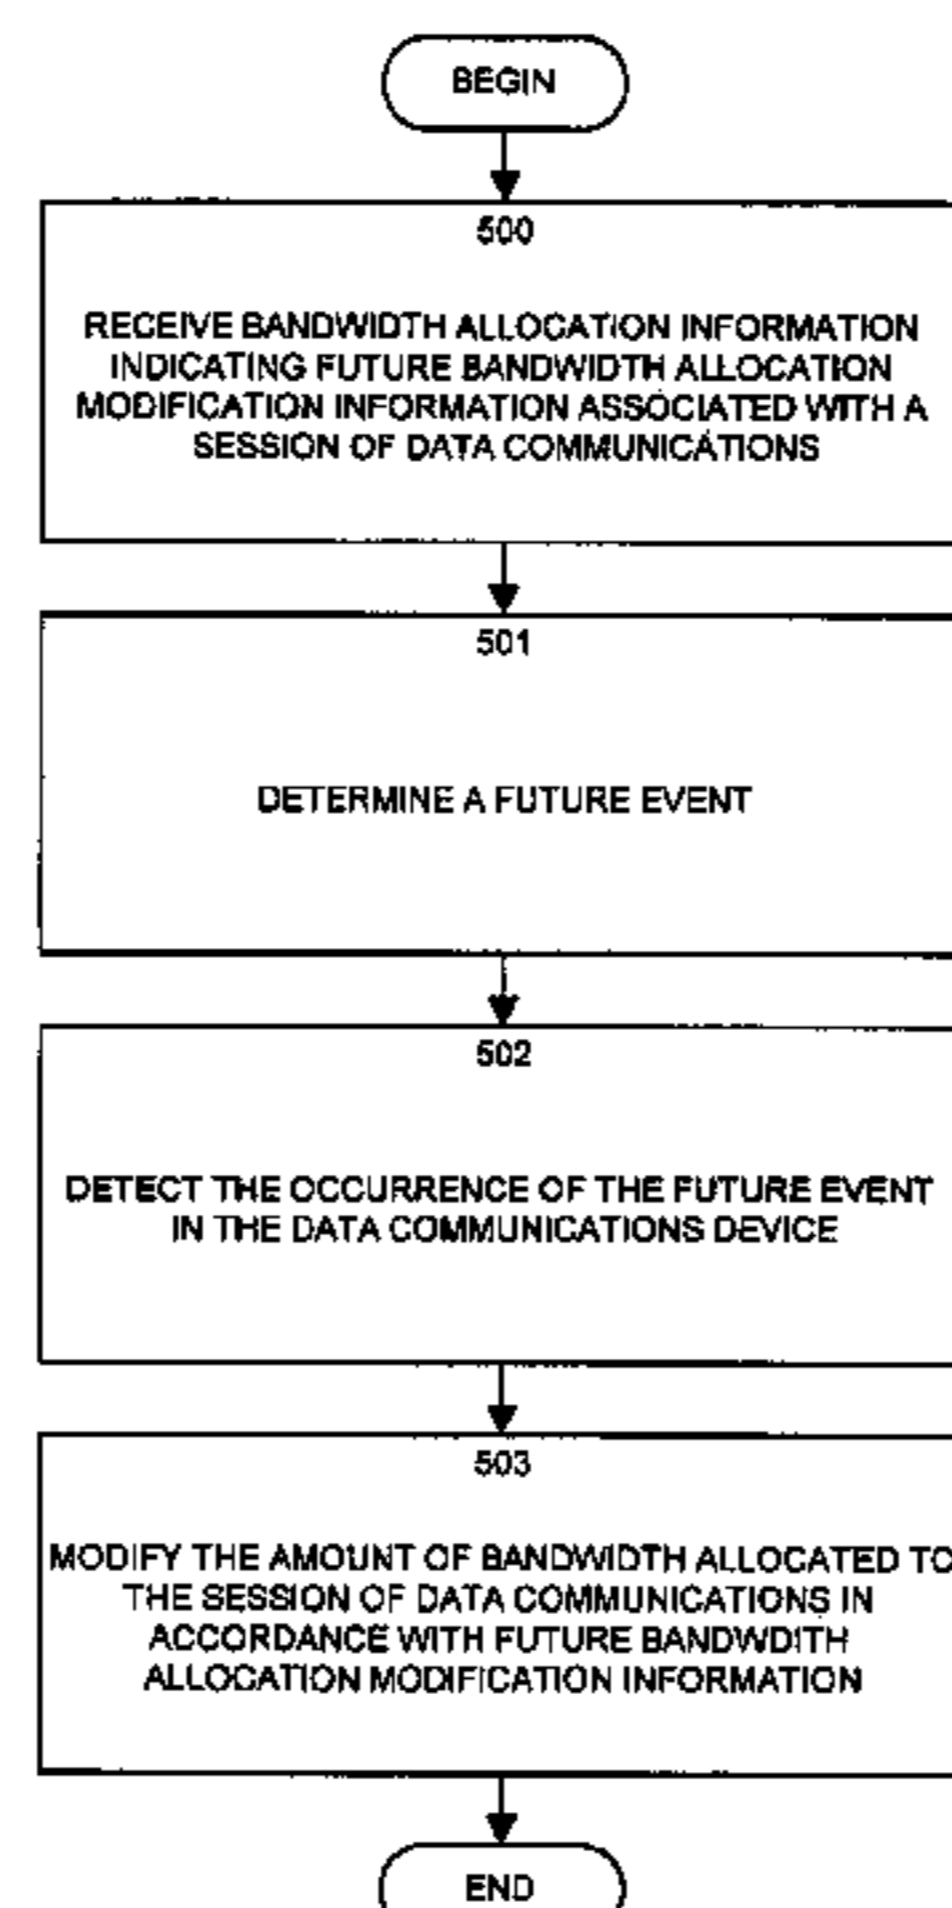 BEGIN
500
RECEIVE BANDWIDTH ALLOCATION INFORMATION
INDICATING FUTURE BANDWIDTH ALLOCATION
MODIFICATION INFORMATION ASSOCIATED WITH A
SESSION OF DATA COMMUNICATIONS
501
DETERMINE A FUTURE EVENT
502
DETECT THE OCCURRENCE OF THE FUTURE EVENT
IN THE DATA COMMUNICATIONS DEVICE
503
MODIFY THE AMOUNT OF BANDWIDTH ALLOCATED TO
THE SESSION OF DATA COMMUNICATIONS IN
ACCORDANCE WITH FUTURE BANDWDITH
ALLOCATION MODIFICATION INFORMATION
END